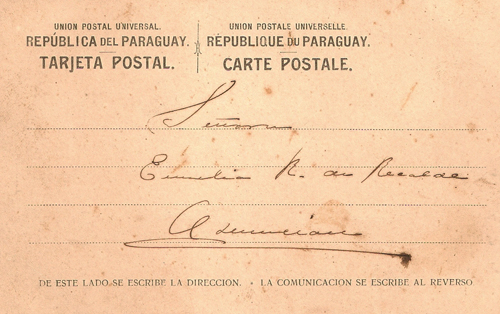 UNION POSTAL UNIVERSAL.
REPÚBLICA DEL PARAGUAY.
TARJETA POSTAL.
UNION POSTALE UNIVERSELLE.
RÉPUBLIQUE DU PARAGUAY.
CARTE POSTALE.
Señora
Emilia R. de Recalde
Asuncion
DE ESTE LADO SE ESCRIBE LA DIRECCION. • LA COMUNICACION SE ESCRIBE AL REVERSO